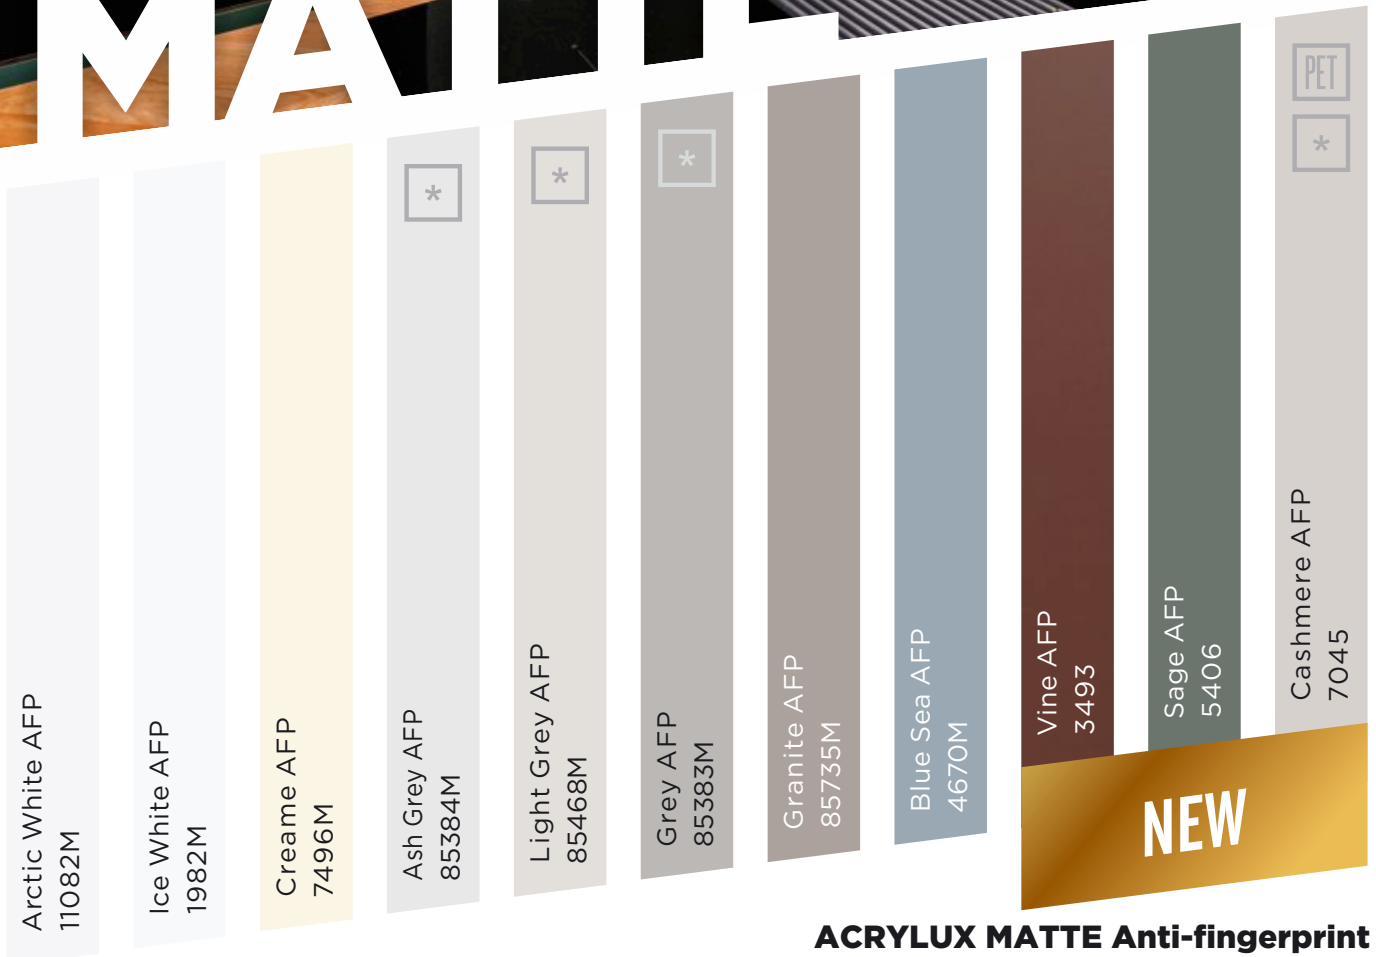 MATTE
Arctic White AFP
11082M
Ice White AFP
1982M
Creame AFP
7496M
*
Ash Grey AFP
85384M
*
Light Grey AFP
85468M
*
Grey AFP
85383M
Granite AFP
85735M
Blue Sea AFP
4670M
Vine AFP
3493
Sage AFP
5406
PET
*
Cashmere AFP
7045
NEW
ACRYLUX MATTE Anti-fingerprint